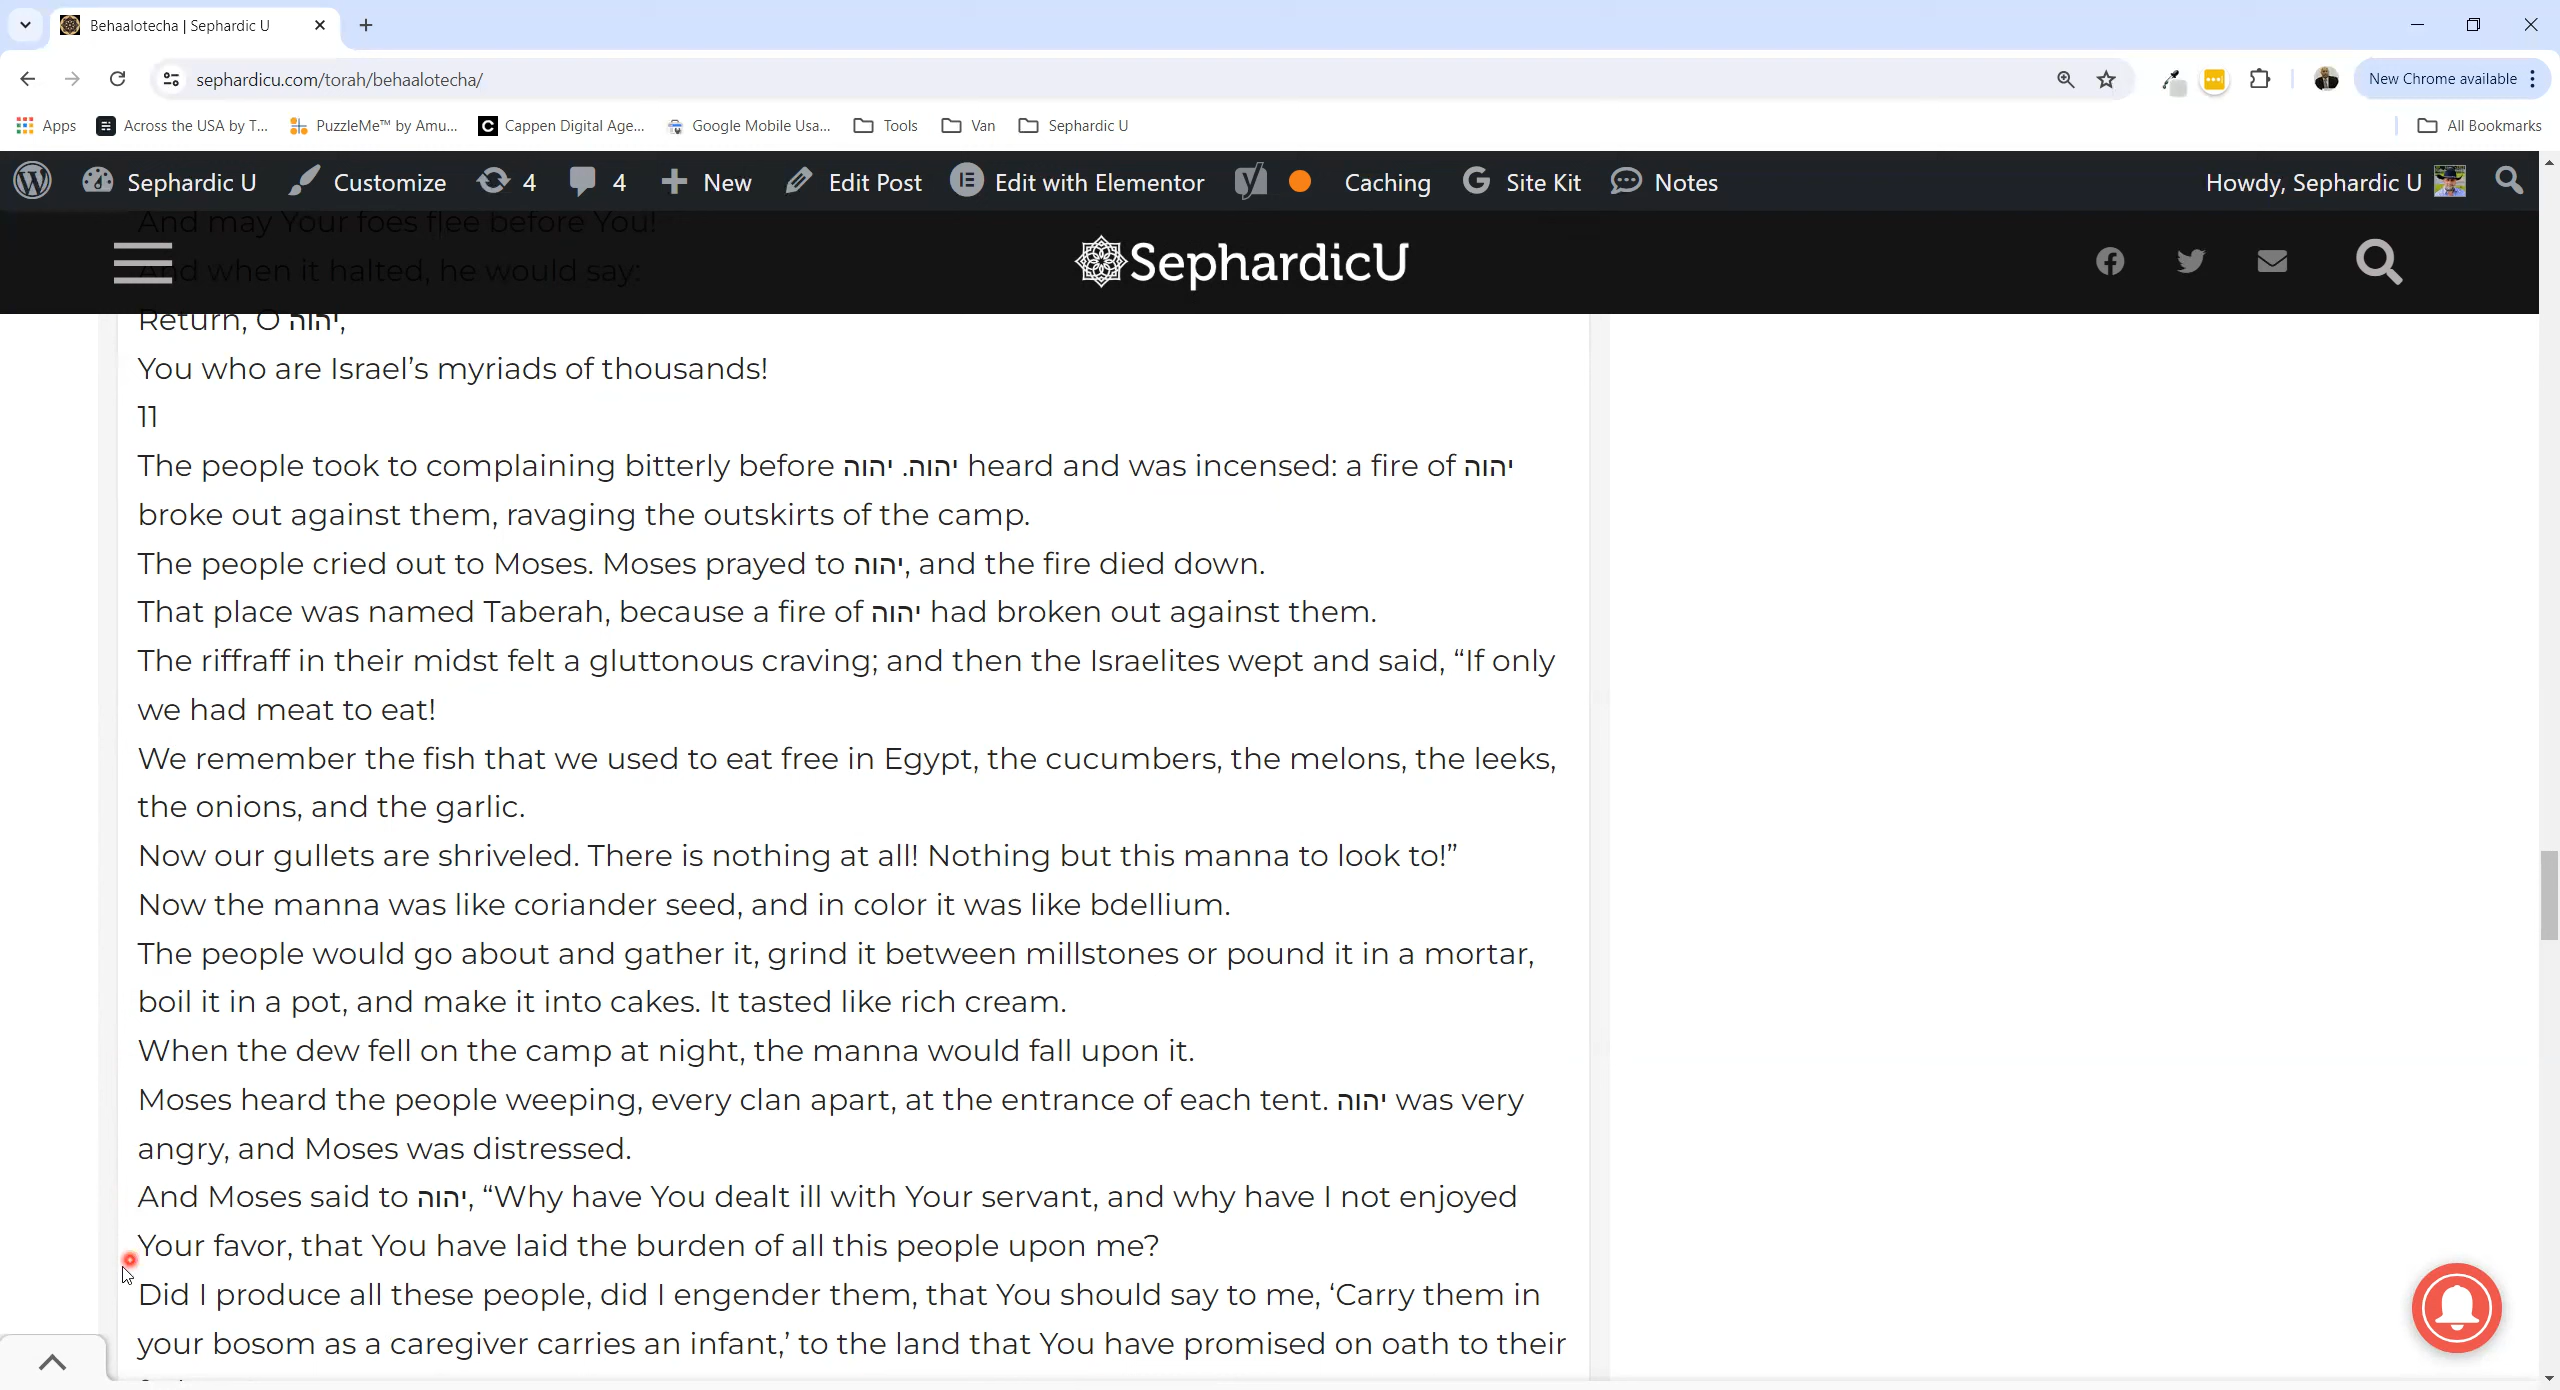 Behaalotecha | Sephardic U
sephardicu.com/torah/behaalotecha/
New Chrome available
Apps
Across the USA by T...
PuzzleMe™ by Amu...
Cappen Digital Age...
Google Mobile Usa...
Tools
Van
Sephardic U
All Bookmarks
Sephardic U
Customize
4
4
New
Edit Post
Edit with Elementor
Caching
Site Kit
Notes
Howdy, Sephardic U
And may Your foes flee before You!
And when it halted, he would say:
SephardicU
Return, O יהוה,
You who are Israel’s myriads of thousands!
11
The people took to complaining bitterly before יהוה. יהוה heard and was incensed: a fire of יהוה
broke out against them, ravaging the outskirts of the camp.
The people cried out to Moses. Moses prayed to יהוה, and the fire died down.
That place was named Taberah, because a fire of יהוה had broken out against them.
The riffraff in their midst felt a gluttonous craving; and then the Israelites wept and said, “If only
we had meat to eat!
We remember the fish that we used to eat free in Egypt, the cucumbers, the melons, the leeks,
the onions, and the garlic.
Now our gullets are shriveled. There is nothing at all! Nothing but this manna to look to!”
Now the manna was like coriander seed, and in color it was like bdellium.
The people would go about and gather it, grind it between millstones or pound it in a mortar,
boil it in a pot, and make it into cakes. It tasted like rich cream.
When the dew fell on the camp at night, the manna would fall upon it.
Moses heard the people weeping, every clan apart, at the entrance of each tent. יהוה was very
angry, and Moses was distressed.
And Moses said to יהוה, “Why have You dealt ill with Your servant, and why have I not enjoyed
Your favor, that You have laid the burden of all this people upon me?
Did I produce all these people, did I engender them, that You should say to me, ‘Carry them in
your bosom as a caregiver carries an infant,’ to the land that You have promised on oath to their